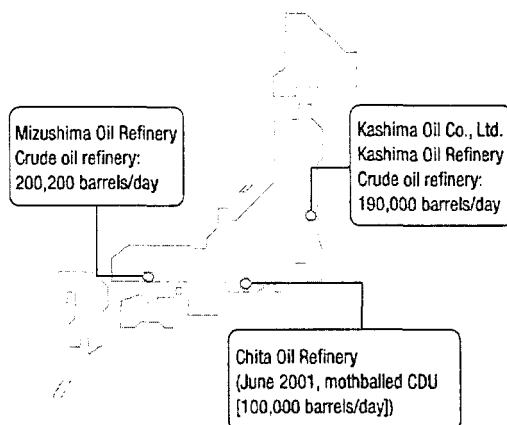 Mizushima Oil Refinery
Crude oil refinery:
200,200 barrels/day
Kashima Oil Co., Ltd.
Kashima Oil Refinery
Crude oil refinery:
190,000 barrels/day
Chita Oil Refinery
(June 2001, mothballed CDU
[100,000 barrels/day])